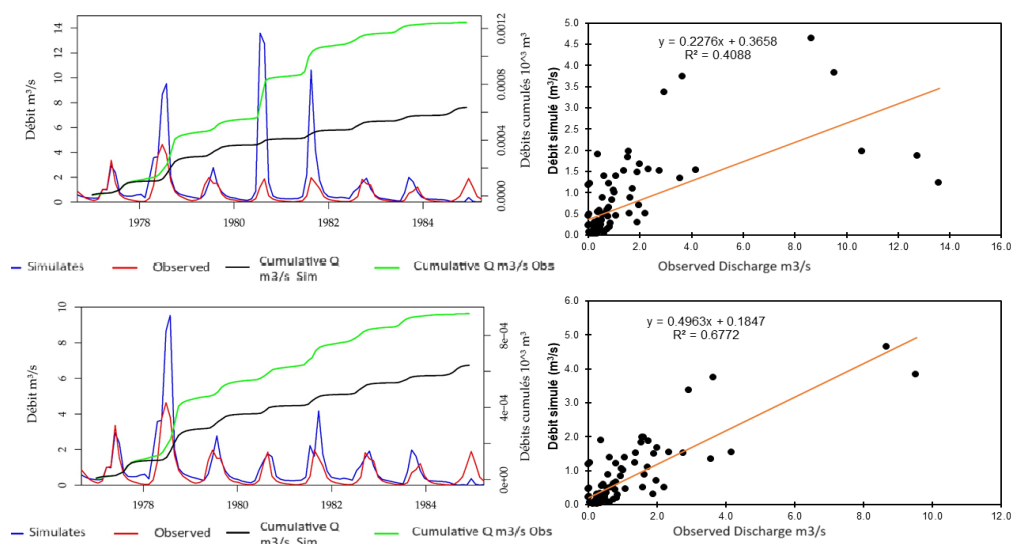 Débit m³/s
14
12
10
8
6
4
2
0
1978
1980
1982
1984
0.0012
0.0008
0.0004
0.0000
Débits cumulés 10^³ m³
Simulates
Observed
Cumulative Q
m3/s Sim
Cumulative Q m3/s Obs
Débit simulé (m³/s)
5.0
4.5
4.0
3.5
3.0
2.5
2.0
1.5
1.0
0.5
0.0
y = 0.2276x + 0.3658
R² = 0.4088
0.0
2.0
4.0
6.0
8.0
10.0
12.0
14.0
16.0
Observed Discharge m3/s
Débit m³/s
10
8
6
4
2
0
1978
1980
1982
1984
8e-04
4e-04
0e+00
Débits cumulés 10^³ m³
Simulates
Observed
Cumulative Q
m3/s Sim
Cumulative Q m3/s Obs
Débit simulé (m³/s)
6.0
5.0
4.0
3.0
2.0
1.0
0.0
y = 0.4963x + 0.1847
R² = 0.6772
0.0
2.0
4.0
6.0
8.0
10.0
12.0
Observed Discharge m3/s